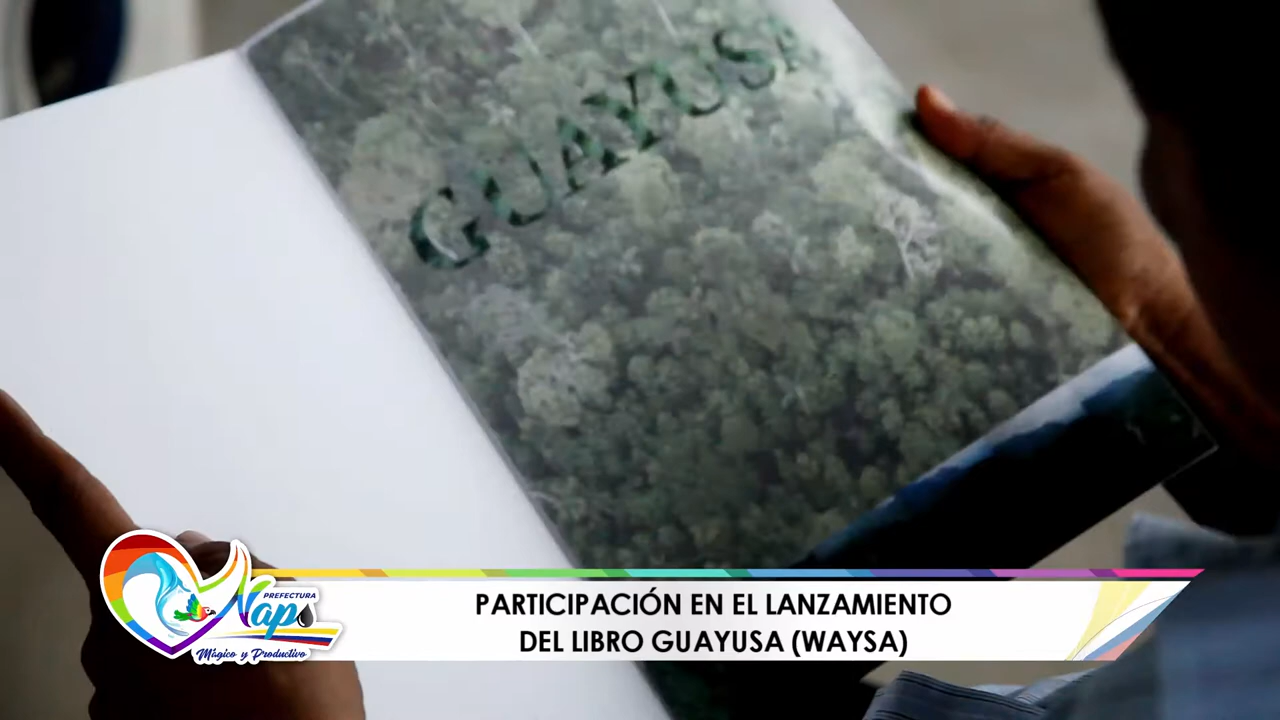 GUAYUSA
PREFECTURA
Napo
Mágico y Productivo
PARTICIPACIÓN EN EL LANZAMIENTO
DEL LIBRO GUAYUSA (WAYSA)